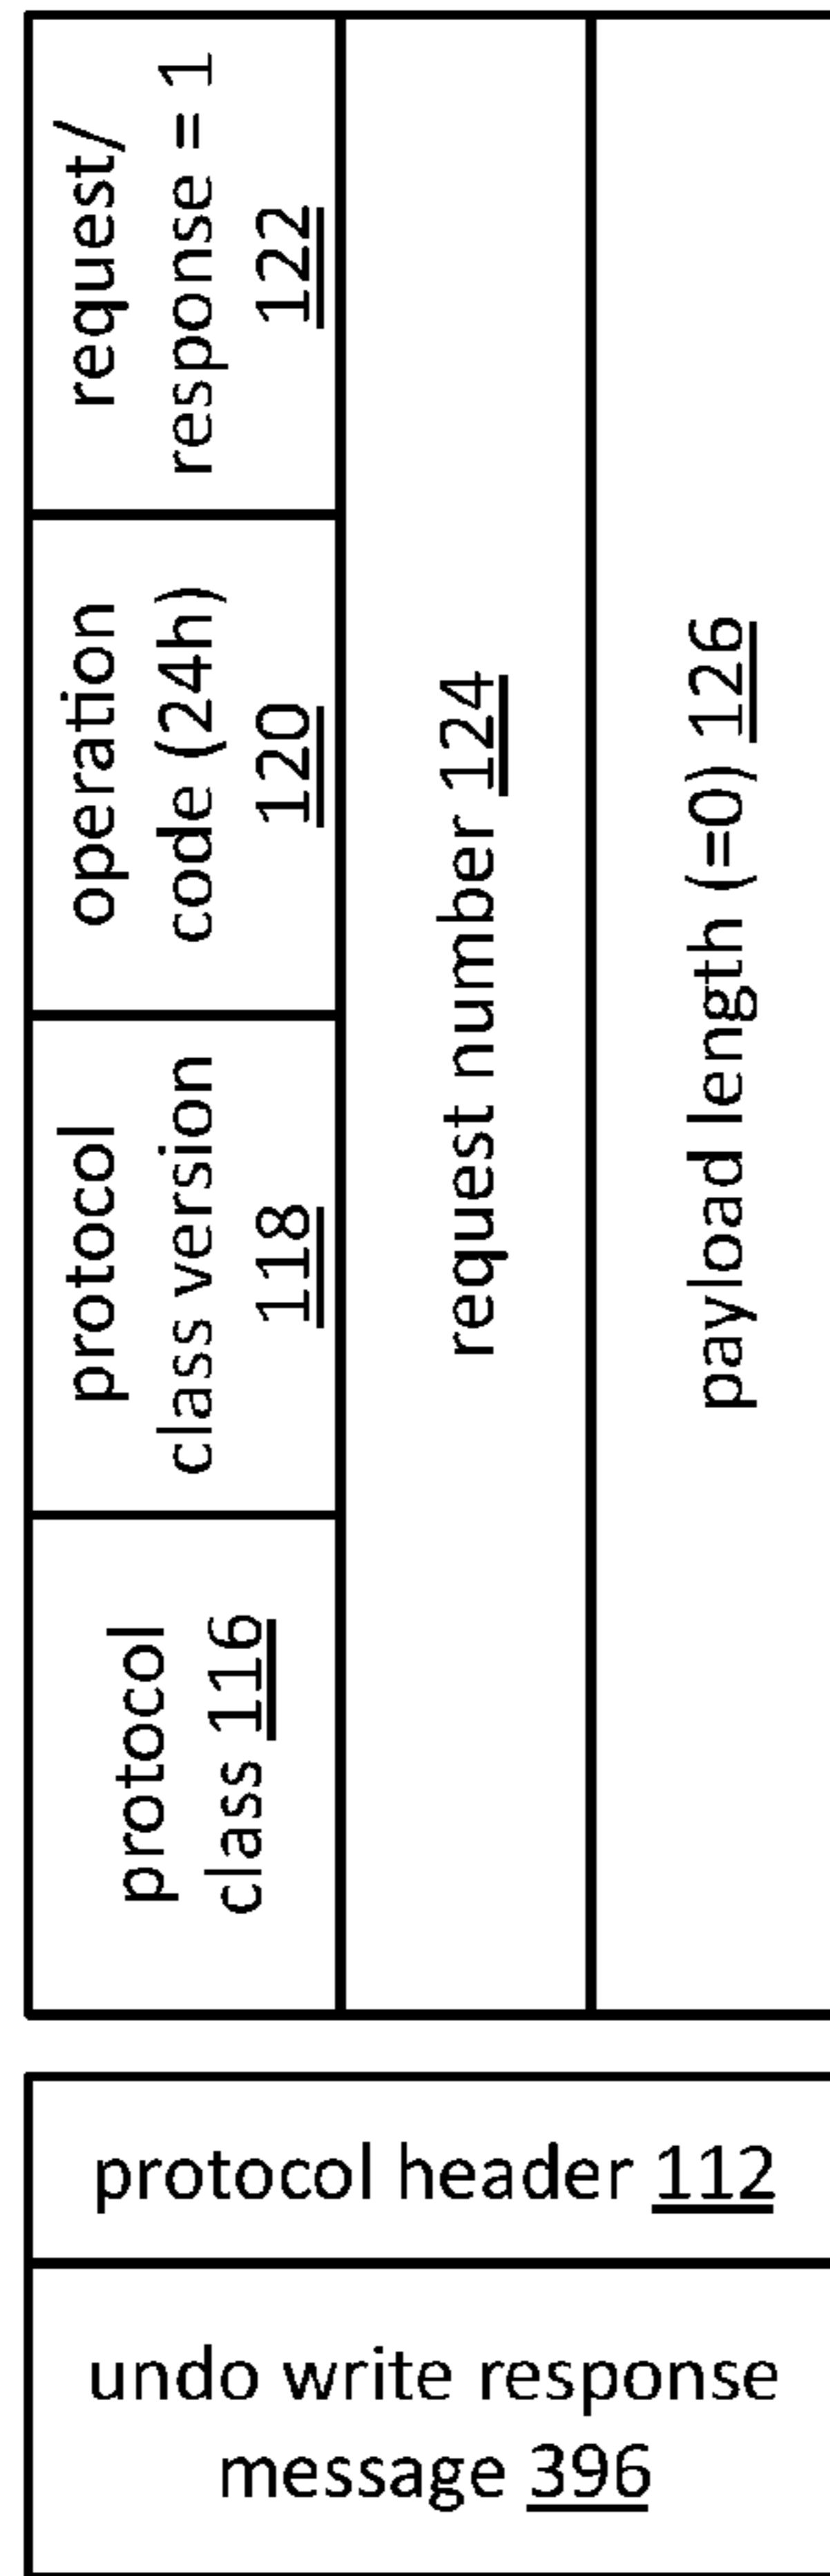 undo write response
message 396
protocol header 112
protocol
class 116
protocol
class version
118
operation
code (24h)
120
request/
response = 1
122
request number 124
payload length (=0) 126